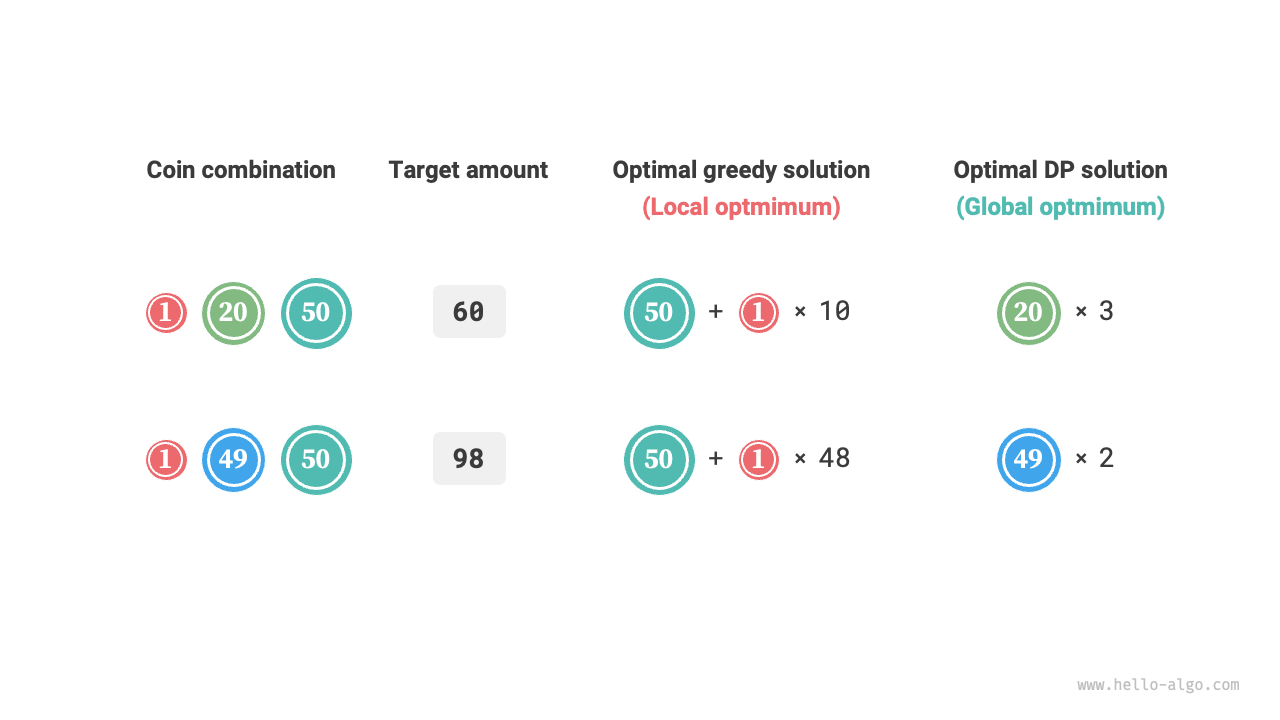 Coin combination Target amount Optimal greedy solution Optimal DP solution
(Local optmimum) (Global optmimum)
1 20 50 60 50 + 1 × 10 20 × 3
1 49 50 98 50 + 1 × 48 49 × 2
www.hello-algo.com